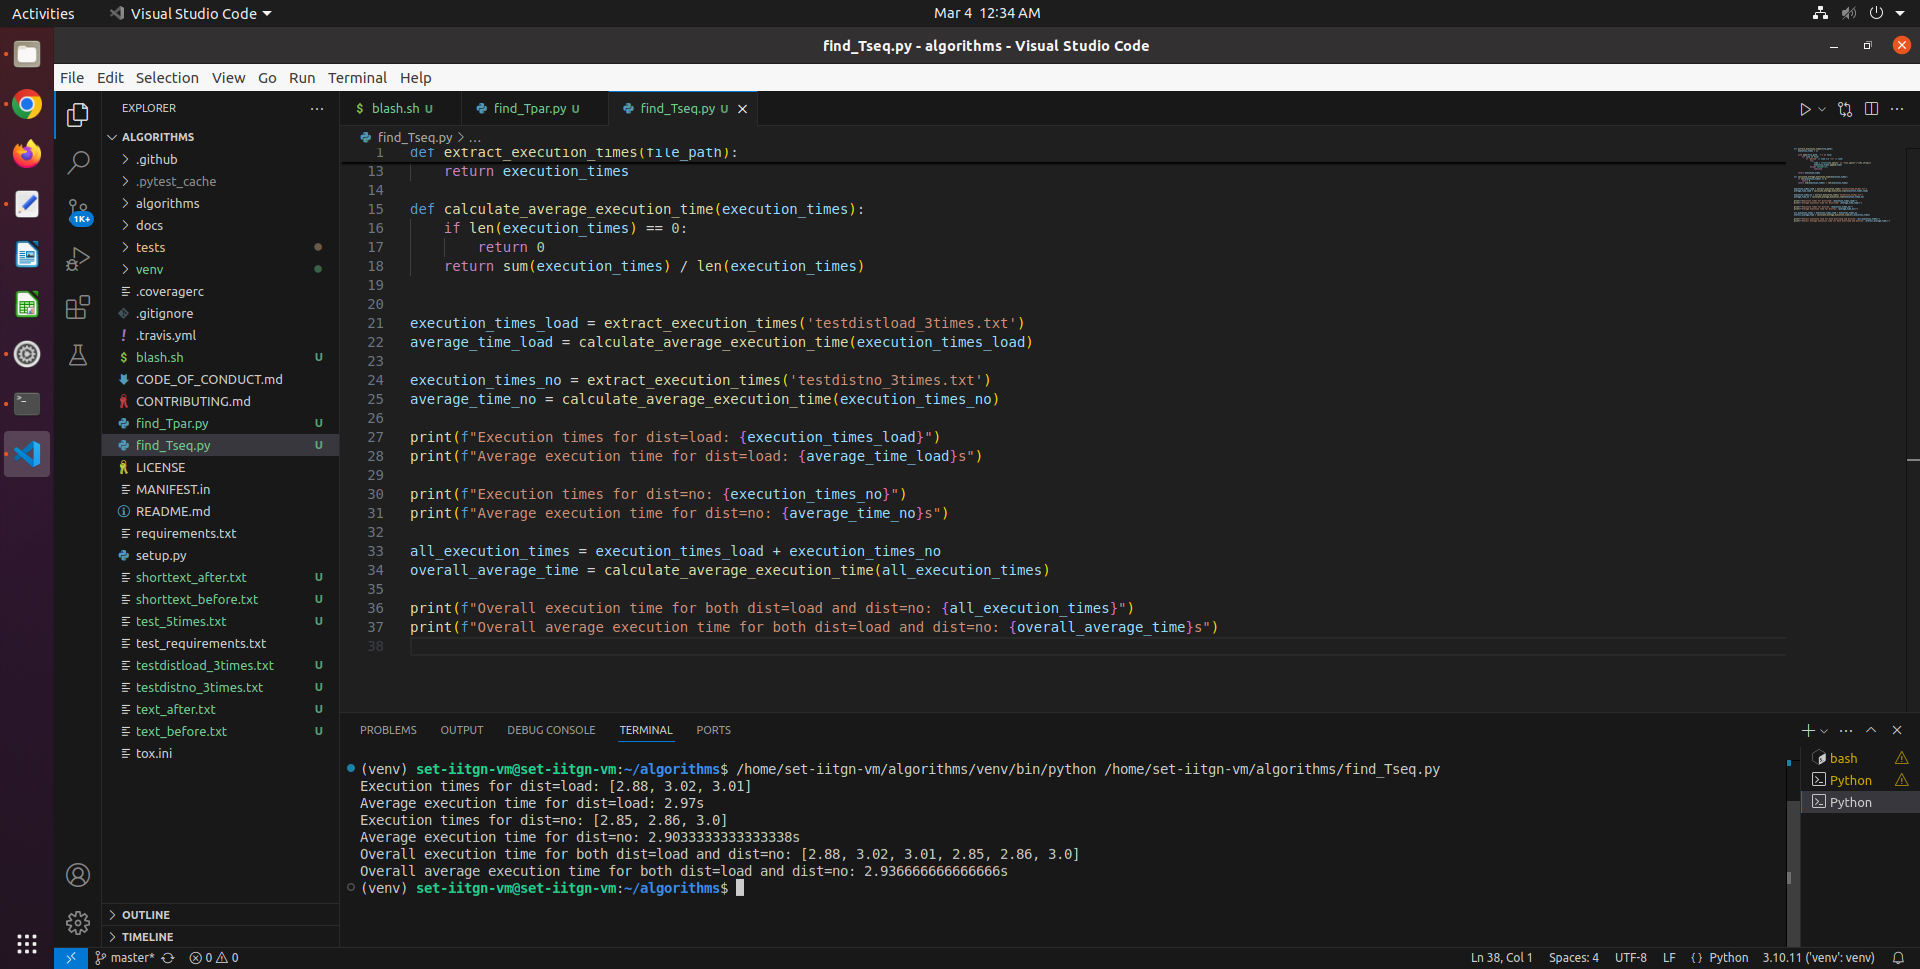 Activities
Visual Studio Code
Mar 4 12:34 AM
find_Tseq.py - algorithms - Visual Studio Code
File Edit Selection View Go Run Terminal Help
EXPLORER
ALGORITHMS
.github
.pytest_cache
algorithms
docs
tests
venv
.coveragerc
.gitignore
.travis.yml
blash.sh U
CODE_OF_CONDUCT.md
CONTRIBUTING.md
find_Tpar.py U
find_Tseq.py U
LICENSE
MANIFEST.in
README.md
requirements.txt
setup.py
shorttext_after.txt U
shorttext_before.txt U
test_5times.txt U
test_requirements.txt
testdistload_3times.txt U
testdistno_3times.txt U
text_after.txt U
text_before.txt U
tox.ini
OUTLINE
TIMELINE
1K+
blash.sh U
find_Tpar.py U
find_Tseq.py U
find_Tseq.py > ...
1 def extract_execution_times(file_path):
13 return execution_times
14
15 def calculate_average_execution_time(execution_times):
16 if len(execution_times) == 0:
17 return 0
18 return sum(execution_times) / len(execution_times)
19
20
21 execution_times_load = extract_execution_times('testdistload_3times.txt')
22 average_time_load = calculate_average_execution_time(execution_times_load)
23
24 execution_times_no = extract_execution_times('testdistno_3times.txt')
25 average_time_no = calculate_average_execution_time(execution_times_no)
26
27 print(f"Execution times for dist=load: {execution_times_load}")
28 print(f"Average execution time for dist=load: {average_time_load}s")
29
30 print(f"Execution times for dist=no: {execution_times_no}")
31 print(f"Average execution time for dist=no: {average_time_no}s")
32
33 all_execution_times = execution_times_load + execution_times_no
34 overall_average_time = calculate_average_execution_time(all_execution_times)
35
36 print(f"Overall execution time for both dist=load and dist=no: {all_execution_times}")
37 print(f"Overall average execution time for both dist=load and dist=no: {overall_average_time}s")
38
PROBLEMS OUTPUT DEBUG CONSOLE TERMINAL PORTS
(venv) set-iitgn-vm@set-iitgn-vm:~/algorithms$ /home/set-iitgn-vm/algorithms/venv/bin/python /home/set-iitgn-vm/algorithms/find_Tseq.py
Execution times for dist=load: [2.88, 3.02, 3.01]
Average execution time for dist=load: 2.97s
Execution times for dist=no: [2.85, 2.86, 3.0]
Average execution time for dist=no: 2.9033333333333338s
Overall execution time for both dist=load and dist=no: [2.88, 3.02, 3.01, 2.85, 2.86, 3.0]
Overall average execution time for both dist=load and dist=no: 2.936666666666666s
(venv) set-iitgn-vm@set-iitgn-vm:~/algorithms$
bash
Python
Python
master* 0 0
Ln 38, Col 1 Spaces: 4 UTF-8 LF {} Python 3.10.11 ('venv': venv)